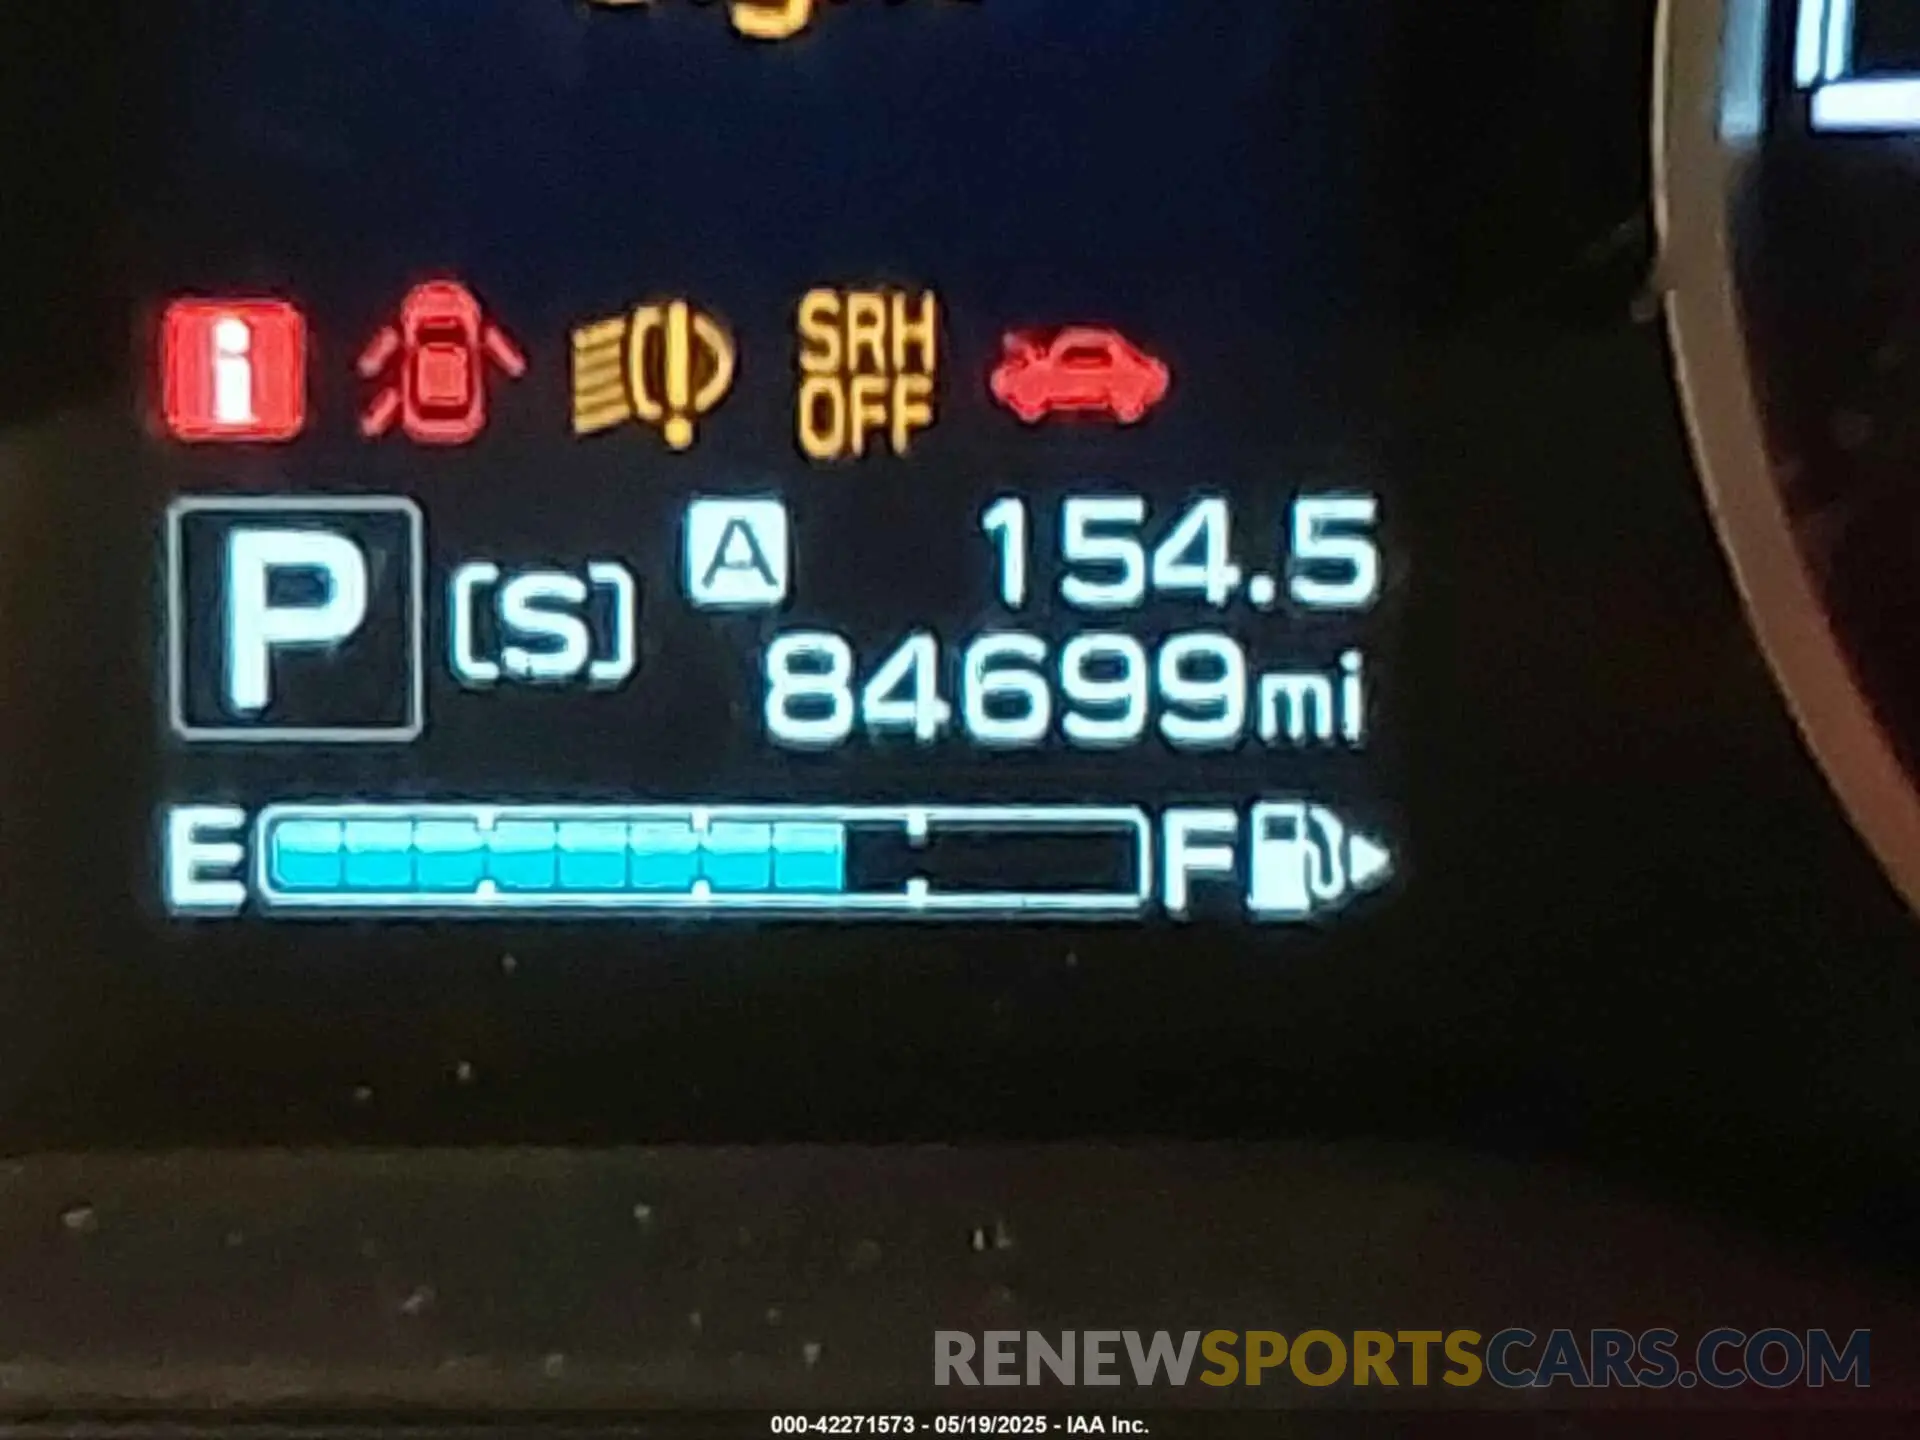 i
SRH
OFF
P [S] A 154.5
84699mi
E F
RENEWSPORTSCARS.COM
000-42271573 - 05/19/2025 - IAA Inc.